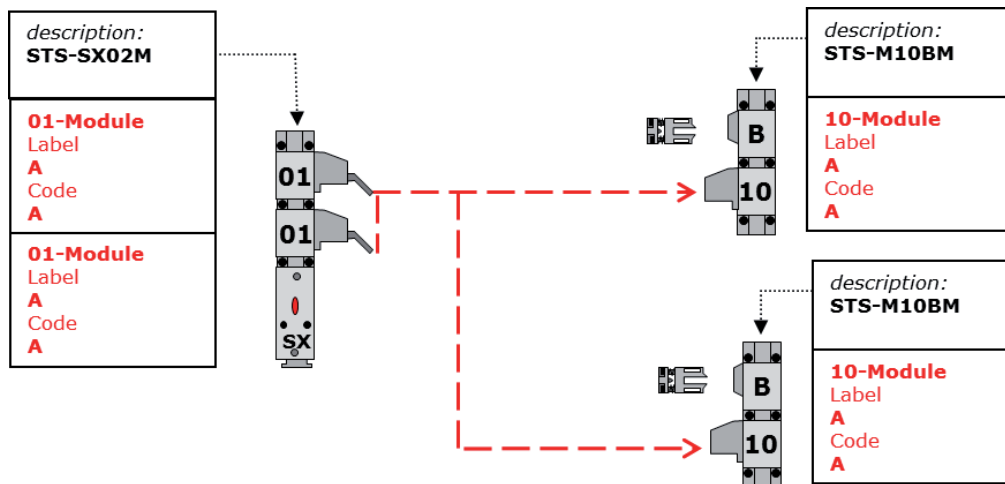 description:
STS-SX02M
01-Module
Label
A
Code
A
01-Module
Label
A
Code
A
01
01
SX
description:
STS-M10BM
10-Module
Label
A
Code
A
B
10
description:
STS-M10BM
10-Module
Label
A
Code
A
B
10